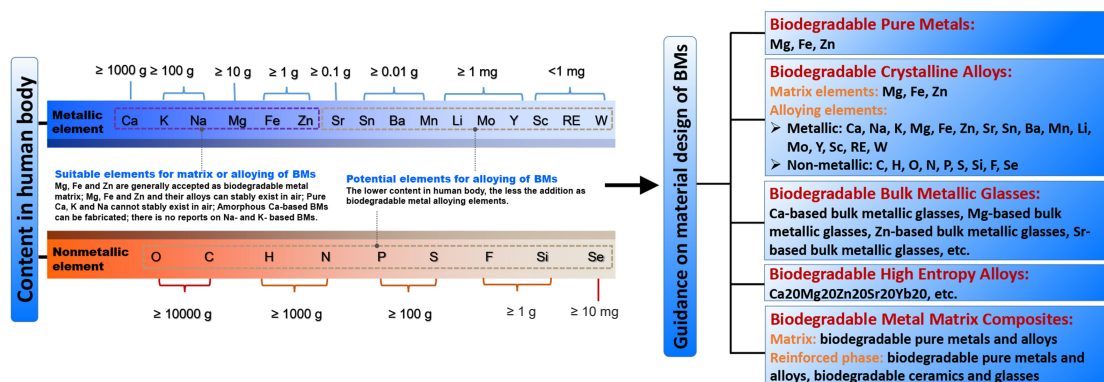 Content in human body
≥ 1000 g ≥ 100 g ≥ 10 g ≥ 1 g ≥ 0.1 g ≥ 0.01 g ≥ 1 mg <1 mg
Metallic
element
Ca K Na Mg Fe Zn Sr Sn Ba Mn Li Mo Y Sc RE W
Suitable elements for matrix or alloying of BMs
Mg, Fe and Zn are generally accepted as biodegradable metal
matrix; Mg, Fe and Zn and their alloys can stably exist in air; Pure
Ca, K and Na cannot stably exist in air; Amorphous Ca-based BMs
can be fabricated; there is no reports on Na- and K- based BMs.
Potential elements for alloying of BMs
The lower content in human body, the less the addition as
biodegradable metal alloying elements.
Nonmetallic
element
O C H N P S F Si Se
≥ 10000 g ≥ 1000 g ≥ 100 g ≥ 1 g ≥ 10 mg
Guidance on material design of BMs
Biodegradable Pure Metals:
Mg, Fe, Zn
Biodegradable Crystalline Alloys:
Matrix elements: Mg, Fe, Zn
Alloying elements:
➢ Metallic: Ca, Na, K, Mg, Fe, Zn, Sr, Sn, Ba, Mn, Li,
Mo, Y, Sc, RE, W
➢ Non-metallic: C, H, O, N, P, S, Si, F, Se
Biodegradable Bulk Metallic Glasses:
Ca-based bulk metallic glasses, Mg-based bulk
metallic glasses, Zn-based bulk metallic glasses, Sr-
based bulk metallic glasses, etc.
Biodegradable High Entropy Alloys:
Ca20Mg20Zn20Sr20Yb20, etc.
Biodegradable Metal Matrix Composites:
Matrix: biodegradable pure metals and alloys
Reinforced phase: biodegradable pure metals and
alloys, biodegradable ceramics and glasses